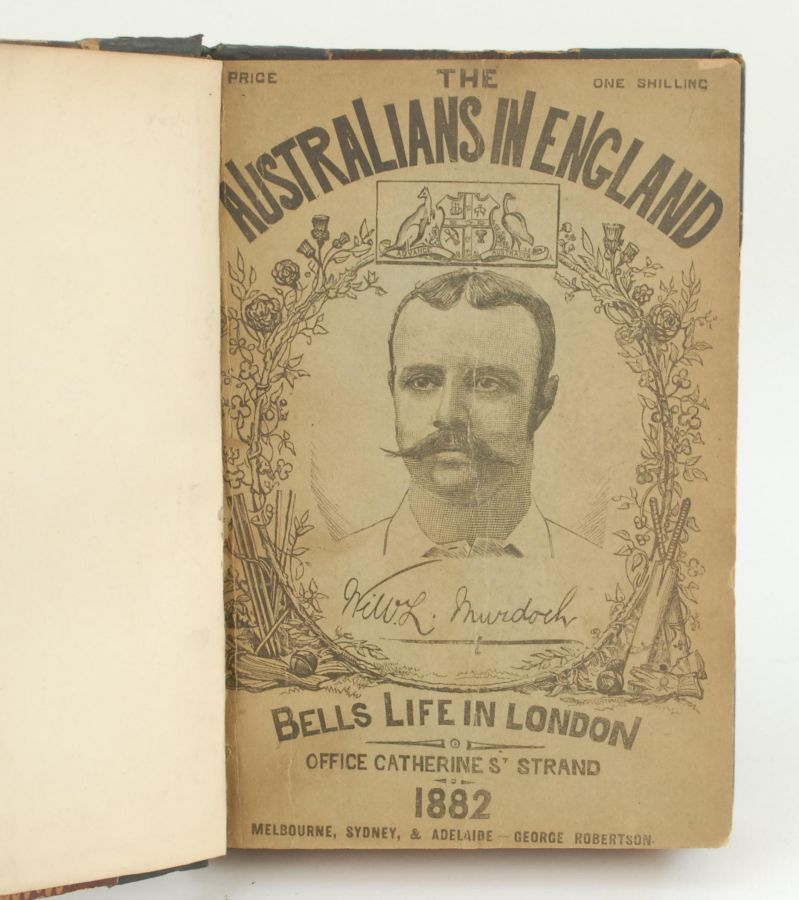 PRICE THE ONE SHILLING
AUSTRALIANS IN ENGLAND
ADVANCE AUSTRALIA
Will. L. Murdoch
BELLS LIFE IN LONDON
OFFICE CATHERINE ST STRAND
1882
MELBOURNE, SYDNEY, & ADELAIDE - GEORGE ROBERTSON.